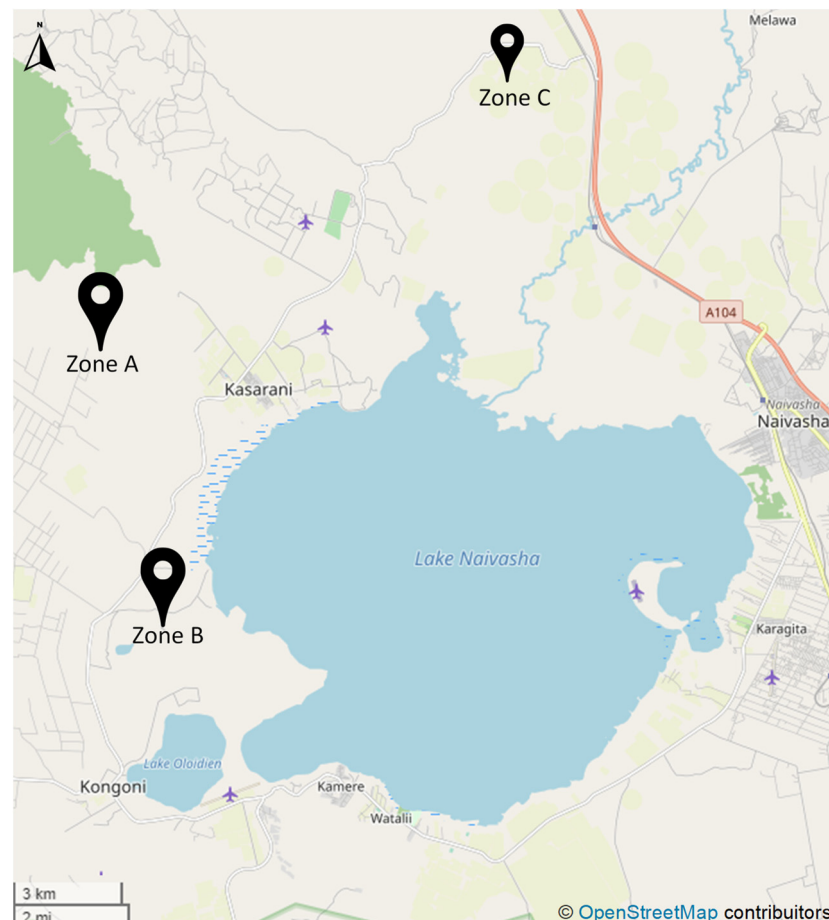 N
Melawa
Zone C
A104
Zone A
Kasarani
Naivasha
Naivasha
Lake Naivasha
Zone B
Karagita
Lake Oloidien
Kongoni
Kamere
Watalii
3 km
2 mi
© OpenStreetMap contributors